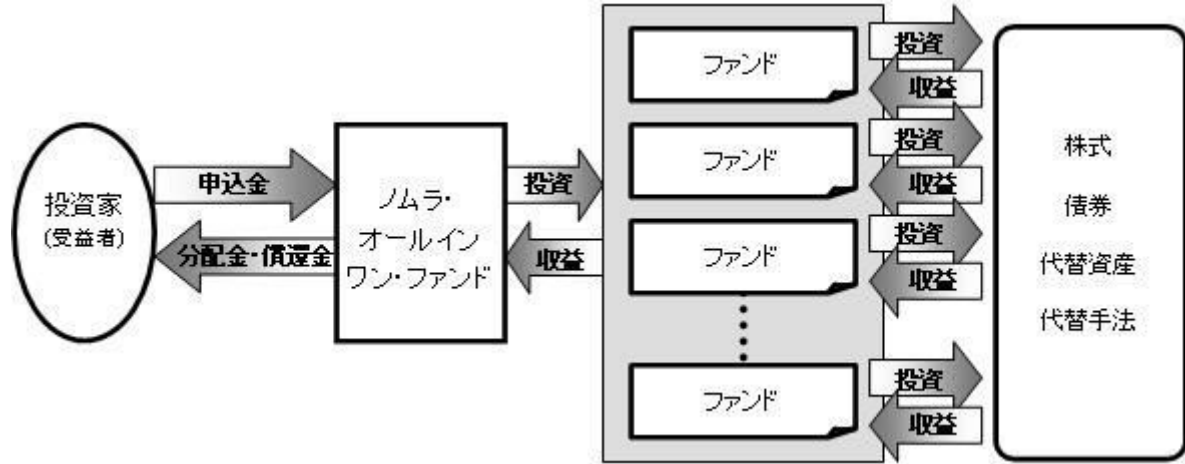 投資家
(受益者)
申込金
分配金・償還金
ノムラ・
オールイン
ワン・ファンド
投資
収益
ファンド
投資
収益
ファンド
投資
収益
ファンド
投資
収益
ファンド
投資
収益
株式
債券
代替資産
代替手法